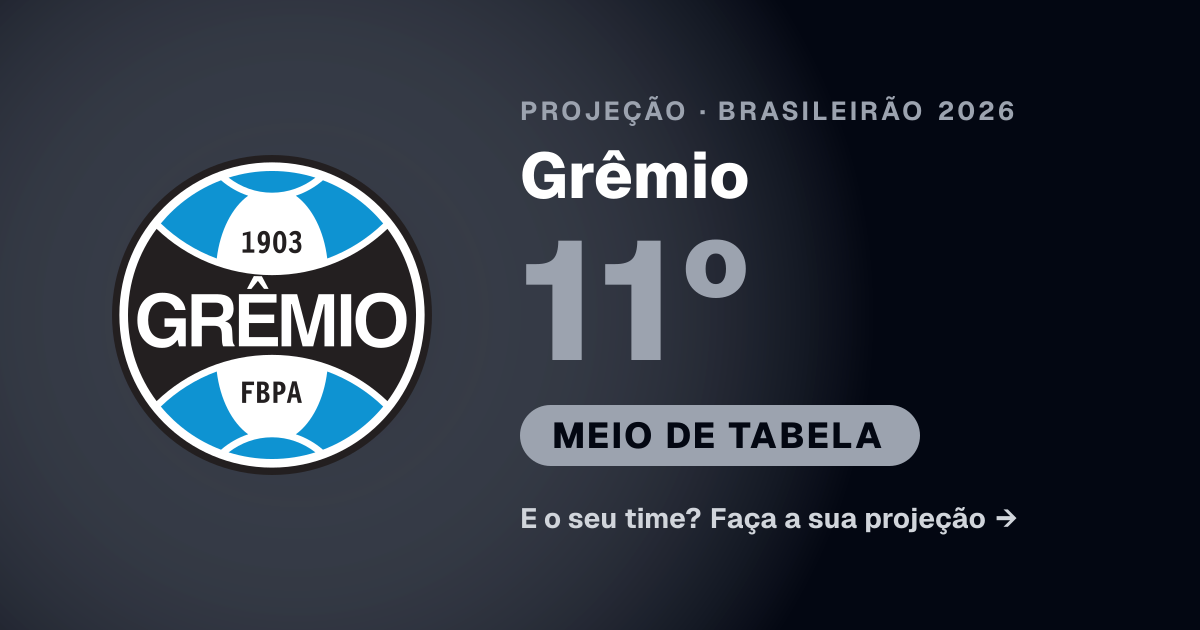 1903
GRÊMIO
FBPA
PROJEÇÃO · BRASILEIRÃO 2026
Grêmio
11º
MEIO DE TABELA
E o seu time? Faça a sua projeção →